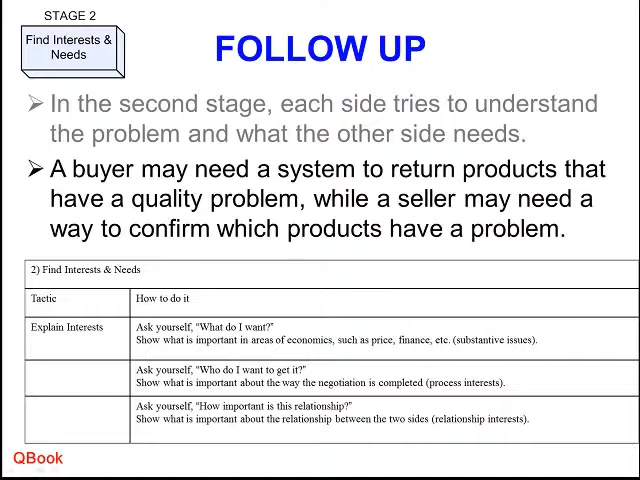 STAGE 2
Find Interests &
Needs
FOLLOW UP
In the second stage, each side tries to understand
the problem and what the other side needs.
A buyer may need a system to return products that
have a quality problem, while a seller may need a
way to confirm which products have a problem.
2) Find Interests & Needs
Tactic
How to do it
Explain Interests
Ask yourself, “What do I want?”
Show what is important in areas of economics, such as price, finance, etc. (substantive issues).
Ask yourself, “Who do I want to get it?”
Show what is important about the way the negotiation is completed (process interests).
Ask yourself, “How important is this relationship?”
Show what is important about the relationship between the two sides (relationship interests).
QBook